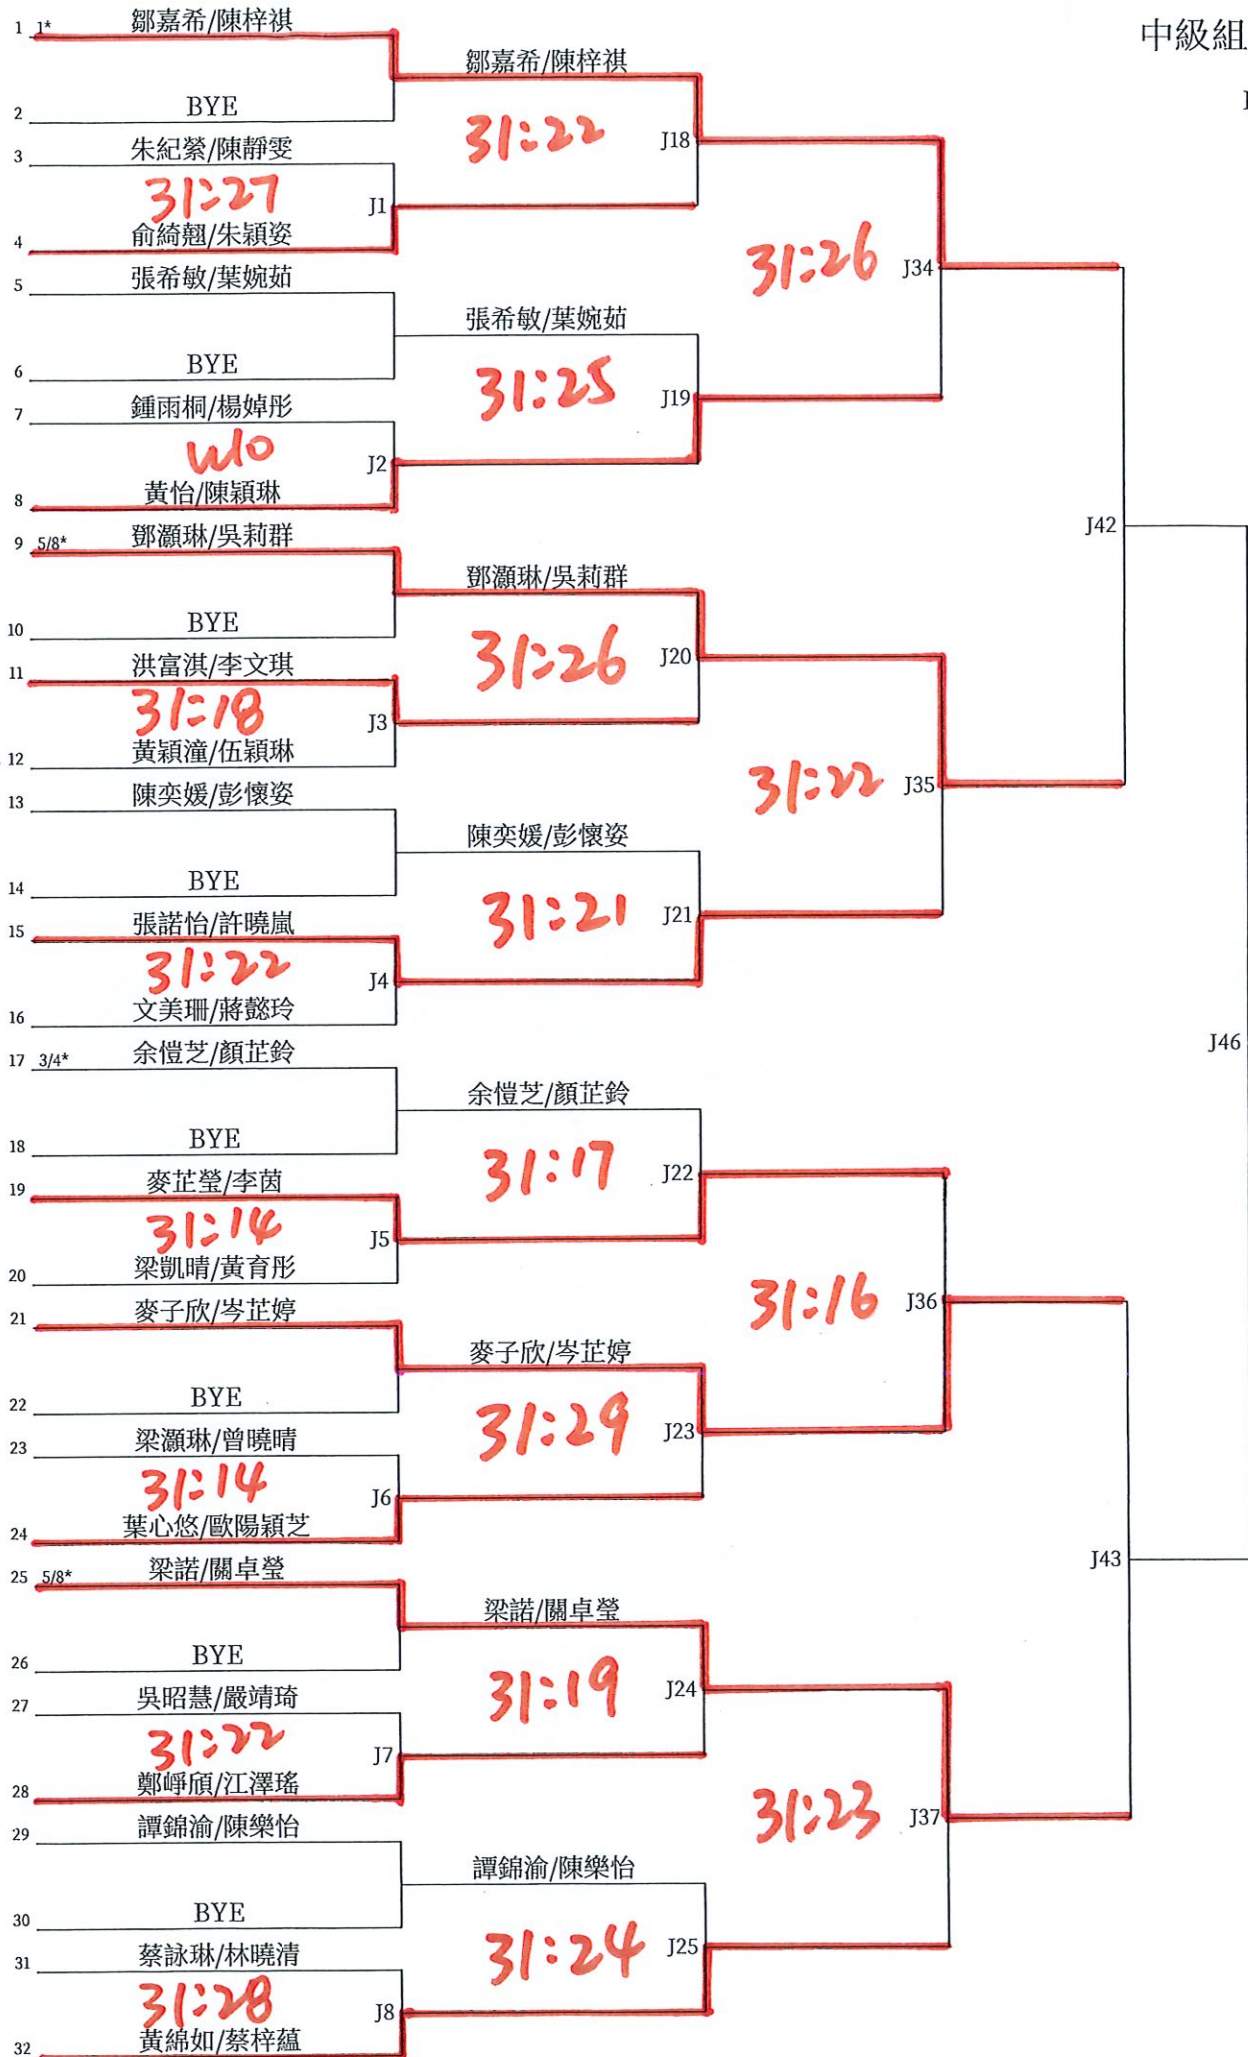 中級組
1 1* 鄒嘉希/陳梓祺
鄒嘉希/陳梓祺
2 BYE
31:22 J18
3 朱紀縈/陳靜雯
31:27 J1
4 俞綺翹/朱穎姿
31:26 J34
5 張希敏/葉婉茹
張希敏/葉婉茹
6 BYE
31:25 J19
7 鍾雨桐/楊婥彤
W/O J2
8 黃怡/陳穎琳
J42
9 5/8* 鄧灝琳/吳莉群
鄧灝琳/吳莉群
10 BYE
31:26 J20
11 洪富淇/李文琪
31:18 J3
12 黃穎潼/伍穎琳
31:22 J35
13 陳奕媛/彭懷姿
陳奕媛/彭懷姿
14 BYE
31:21 J21
15 張諾怡/許曉嵐
31:22 J4
16 文美珊/蔣懿玲
J46
17 3/4* 余愷芝/顏芷鈴
余愷芝/顏芷鈴
18 BYE
31:17 J22
19 麥芷瑩/李茵
31:14 J5
20 梁凱晴/黃育彤
31:16 J36
21 麥子欣/岑芷婷
麥子欣/岑芷婷
22 BYE
31:29 J23
23 梁灝琳/曾曉晴
31:14 J6
24 葉心悠/歐陽穎芝
J43
25 5/8* 梁諾/關卓瑩
梁諾/關卓瑩
26 BYE
31:19 J24
27 吳昭慧/嚴靖琦
31:22 J7
28 鄭崢頎/江澤瑤
31:23 J37
29 譚錦渝/陳樂怡
譚錦渝/陳樂怡
30 BYE
31:24 J25
31 蔡詠琳/林曉清
31:28 J8
32 黃綿如/蔡梓蘊